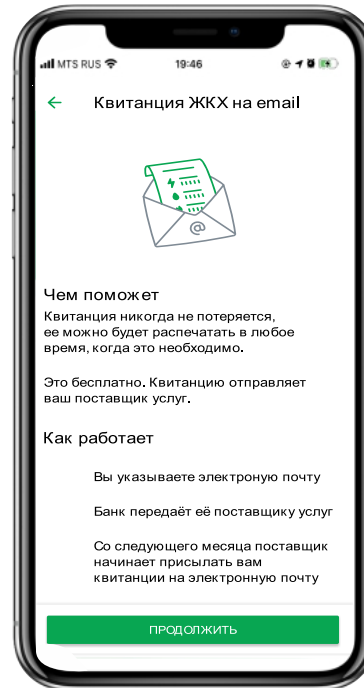 MTS RUS
19:46
Квитанция ЖКХ на email
@
Чем поможет
Квитанция никогда не потеряется,
ее можно будет распечатать в любое
время, когда это необходимо.
Это бесплатно. Квитанцию отправляет
ваш поставщик услуг.
Как работает
Вы указываете электроную почту
Банк передаёт её поставщику услуг
Со следующего месяца поставщик
начинает присылать вам
квитанции на электронную почту
ПРОДОЛЖИТЬ